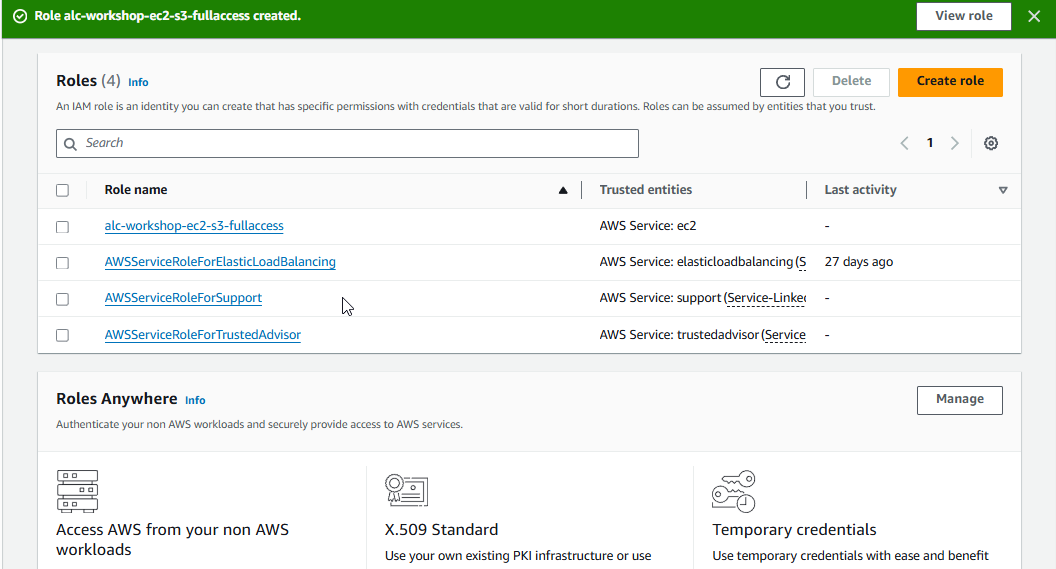 Role alc-workshop-ec2-s3-fullaccess created.
View role
Roles (4) Info
Delete
Create role
An IAM role is an identity you can create that has specific permissions with credentials that are valid for short durations. Roles can be assumed by entities that you trust.
Search
1
Role name
Trusted entities
Last activity
alc-workshop-ec2-s3-fullaccess
AWS Service: ec2
-
AWSServiceRoleForElasticLoadBalancing
AWS Service: elasticloadbalancing (S
27 days ago
AWSServiceRoleForSupport
AWS Service: support (Service-Linked
-
AWSServiceRoleForTrustedAdvisor
AWS Service: trustedadvisor (Service
-
Roles Anywhere Info
Manage
Authenticate your non AWS workloads and securely provide access to AWS services.
Access AWS from your non AWS
workloads
X.509 Standard
Use your own existing PKI infrastructure or use
Temporary credentials
Use temporary credentials with ease and benefit